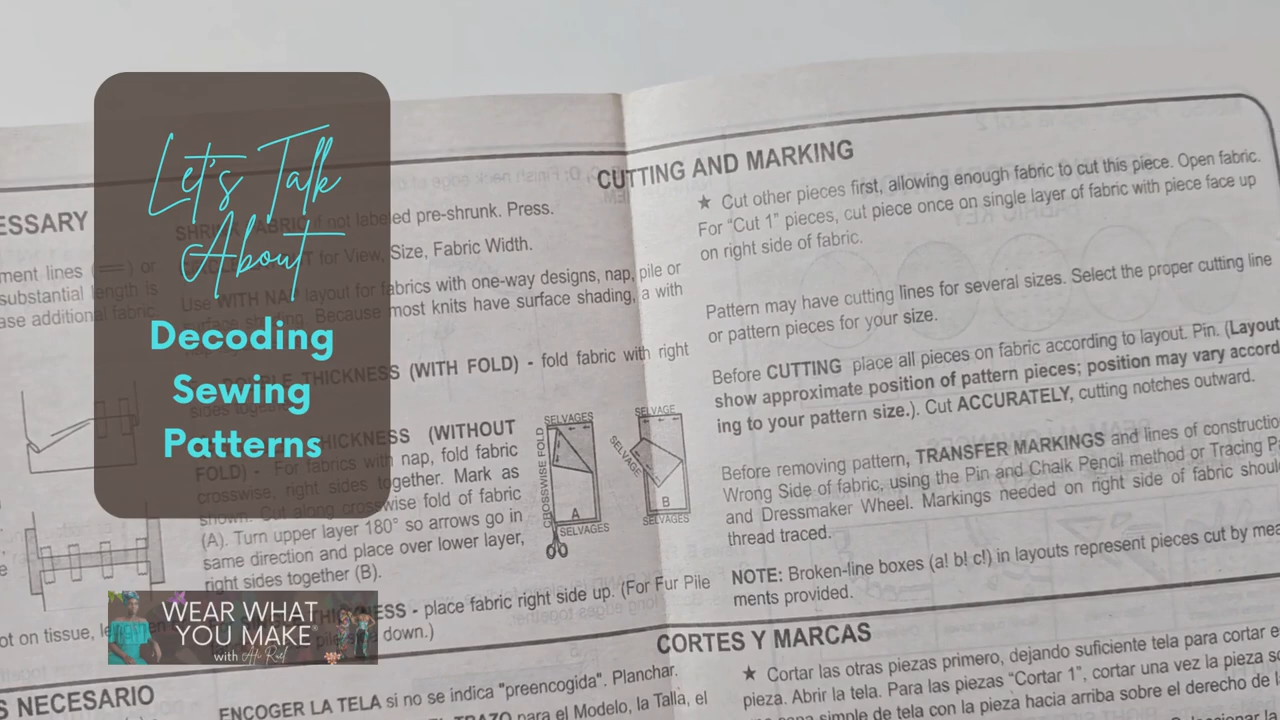 Let's Talk
About
Decoding
Sewing
Patterns
WEAR WHAT
YOU MAKE
with Ali Rael
ESSARY
ment lines (═) or
substantial length is
ase additional fabric.
ot on tissue,
S NECESARIO
SHRINK FABRIC if not labeled pre-shrunk. Press.
for View, Size, Fabric Width.
Use WITH NAP layout for fabrics with one-way designs, nap, pile or
surface shading. Because most knits have surface shading, a with
THICKNESS (WITH FOLD) - fold fabric with right
sides together.
THICKNESS (WITHOUT
FOLD) - For fabrics with nap, fold fabric
crosswise, right sides together. Mark as
shown. Cut along crosswise fold of fabric
(A). Turn upper layer 180° so arrows go in
same direction and place over lower layer,
right sides together (B).
THICKNESS - place fabric right side up. (For Fur Pile
down.)
SELVAGES
CROSSWISE FOLD
A
SELVAGES
SELVAGE
SELVAGE
B
SELVAGES
ENCOGER LA TELA si no se indica "preencogida". Planchar.
TRAZO para el Modelo, la Talla, el
CUTTING AND MARKING
★ Cut other pieces first, allowing enough fabric to cut this piece. Open fabric.
For “Cut 1” pieces, cut piece once on single layer of fabric with piece face up
on right side of fabric.
Pattern may have cutting lines for several sizes. Select the proper cutting line
or pattern pieces for your size.
Before CUTTING place all pieces on fabric according to layout. Pin. (Layout
show approximate position of pattern pieces; position may vary accord
ing to your pattern size.). Cut ACCURATELY, cutting notches outward.
Before removing pattern, TRANSFER MARKINGS and lines of constructio
Wrong Side of fabric, using the Pin and Chalk Pencil method or Tracing P
and Dressmaker Wheel. Markings needed on right side of fabric shoul
thread traced.
NOTE: Broken-line boxes (a! b! c!) in layouts represent pieces cut by mea
ments provided.
CORTES Y MARCAS
★ Cortar las otras piezas primero, dejando suficiente tela para cortar e
pieza. Abrir la tela. Para las piezas “Cortar 1”, cortar una vez la pieza so
simple de tela con la pieza hacia arriba sobre el derecho de la